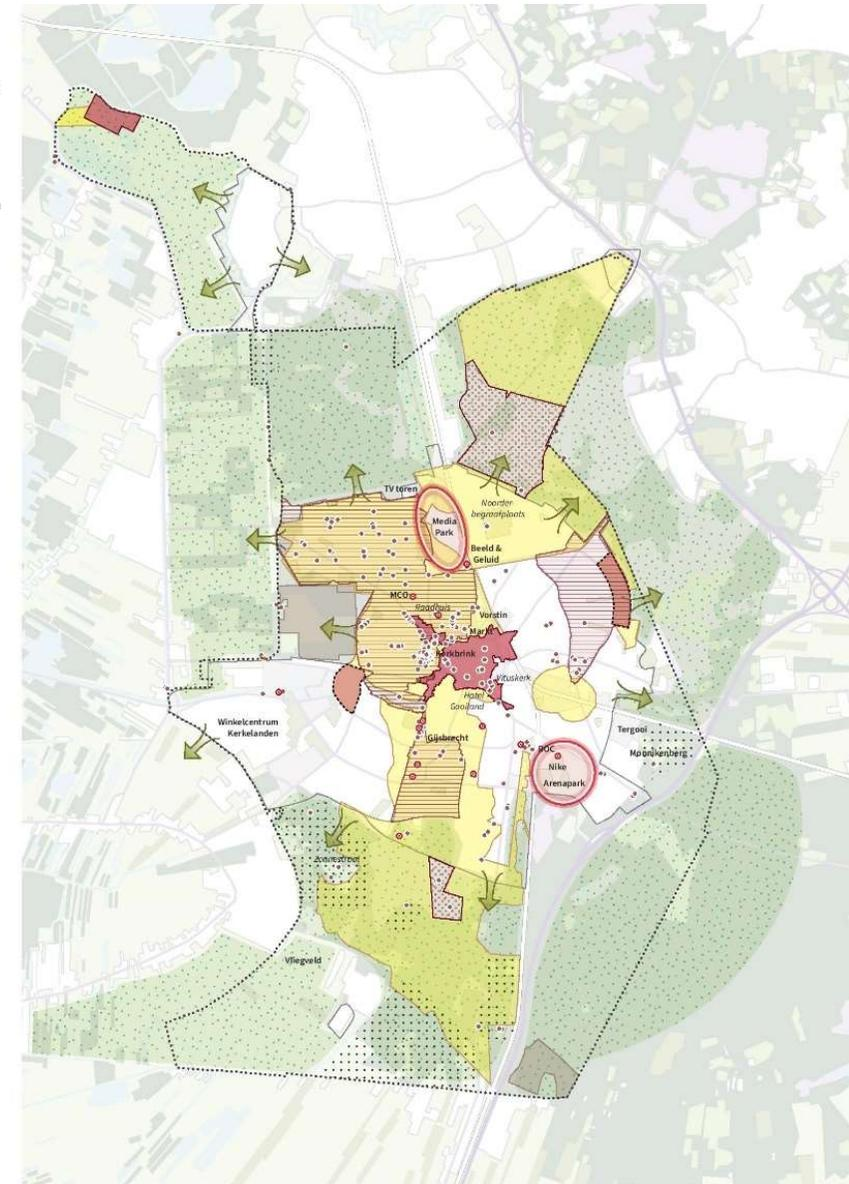 TV toren
Media
Park
Noorder
begraafplaats
Beeld &
Geluid
MCO
Raadhuis
Vorstin
Markt
Kerkbrink
Vituskerk
Hotel
Gooiland
Winkelcentrum
Kerkelanden
Gijsbrecht
Tergooi
Monnikenberg
ROC
Nike
Arenapark
Zonnestraal
Vliegveld